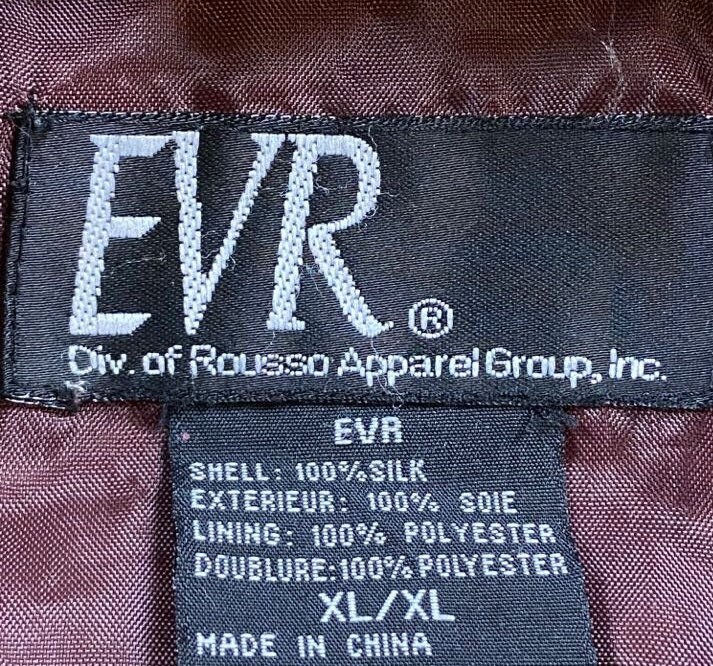 EVR®
Div. of Rousso Apparel Group, Inc.
EVR
SHELL: 100% SILK
EXTERIEUR: 100% SOIE
LINING: 100% POLYESTER
DOUBLURE: 100% POLYESTER
XL/XL
MADE IN CHINA